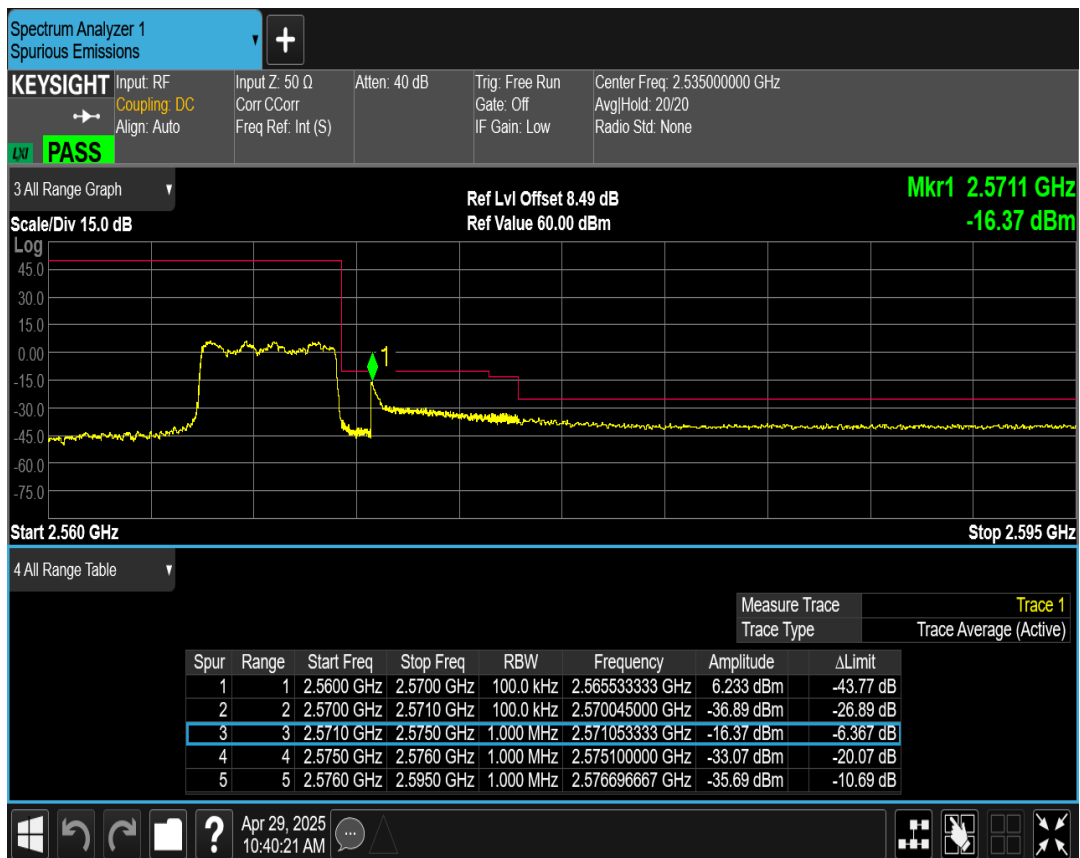 Spectrum Analyzer 1
Spurious Emissions
KEYSIGHT
Input: RF
Coupling: DC
Align: Auto
Input Z: 50 Ω
Corr CCorr
Freq Ref: Int (S)
Atten: 40 dB
Trig: Free Run
Gate: Off
IF Gain: Low
Center Freq: 2.535000000 GHz
Avg|Hold: 20/20
Radio Std: None
LXI PASS
3 All Range Graph
Ref Lvl Offset 8.49 dB
Mkr1 2.5711 GHz
Scale/Div 15.0 dB
Ref Value 60.00 dBm
-16.37 dBm
Log
45.0
30.0
15.0
0.00
-15.0
-30.0
-45.0
-60.0
-75.0
1
Start 2.560 GHz
Stop 2.595 GHz
4 All Range Table
Measure Trace Trace 1
Trace Type Trace Average (Active)
Spur Range Start Freq Stop Freq RBW Frequency Amplitude ΔLimit
1 1 2.5600 GHz 2.5700 GHz 100.0 kHz 2.565533333 GHz 6.233 dBm -43.77 dB
2 2 2.5700 GHz 2.5710 GHz 100.0 kHz 2.570045000 GHz -36.89 dBm -26.89 dB
3 3 2.5710 GHz 2.5750 GHz 1.000 MHz 2.571053333 GHz -16.37 dBm -6.367 dB
4 4 2.5750 GHz 2.5760 GHz 1.000 MHz 2.575100000 GHz -33.07 dBm -20.07 dB
5 5 2.5760 GHz 2.5950 GHz 1.000 MHz 2.576696667 GHz -35.69 dBm -10.69 dB
?
Apr 29, 2025
10:40:21 AM